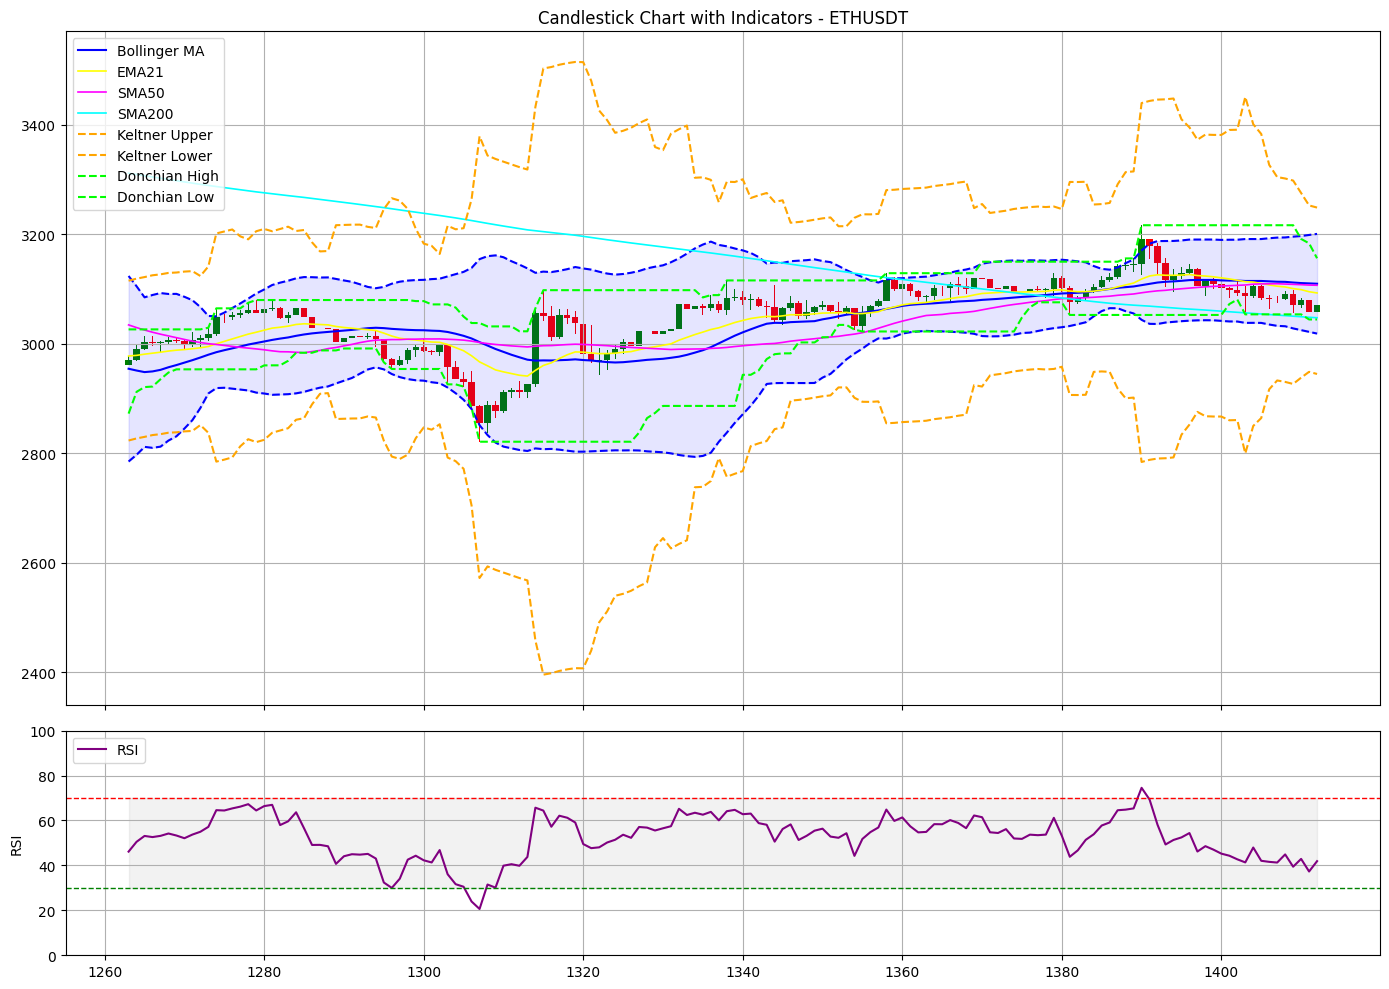 Candlestick Chart with Indicators - ETHUSDT
Bollinger MA
EMA21
SMA50
SMA200
Keltner Upper
Keltner Lower
Donchian High
Donchian Low
3400
3200
3000
2800
2600
2400
RSI
100
80
60
40
20
0
RSI
1260 1280 1300 1320 1340 1360 1380 1400